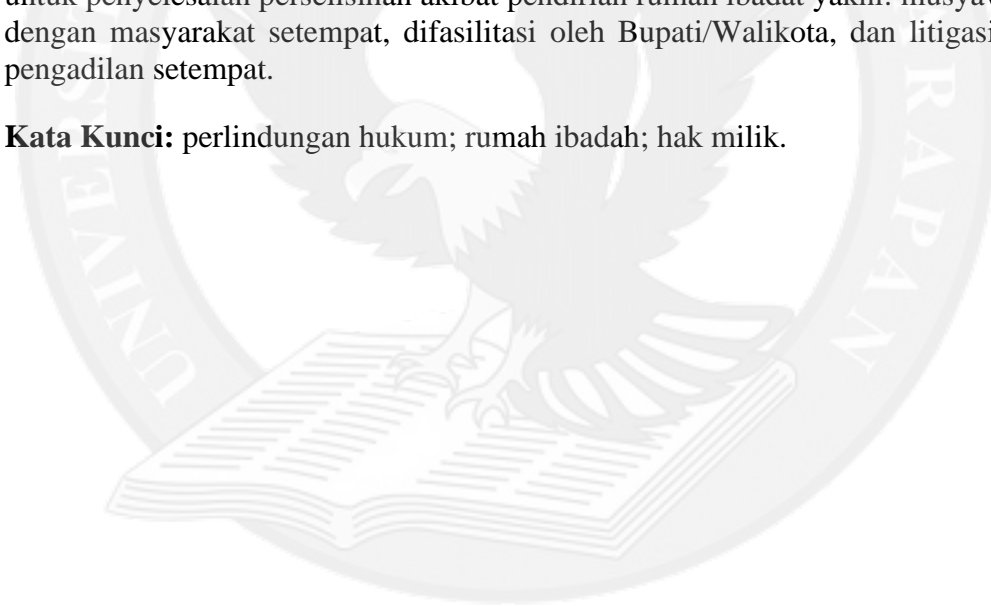 untuk penyelesaian perselisihan akibat pendirian rumah ibadat yakni:
dengan masyarakat setempat, difasilitasi oleh Bupati/Walikota, dan litigasi
pengadilan setempat.
Kata Kunci: perlindungan hukum; rumah ibadah; hak milik.